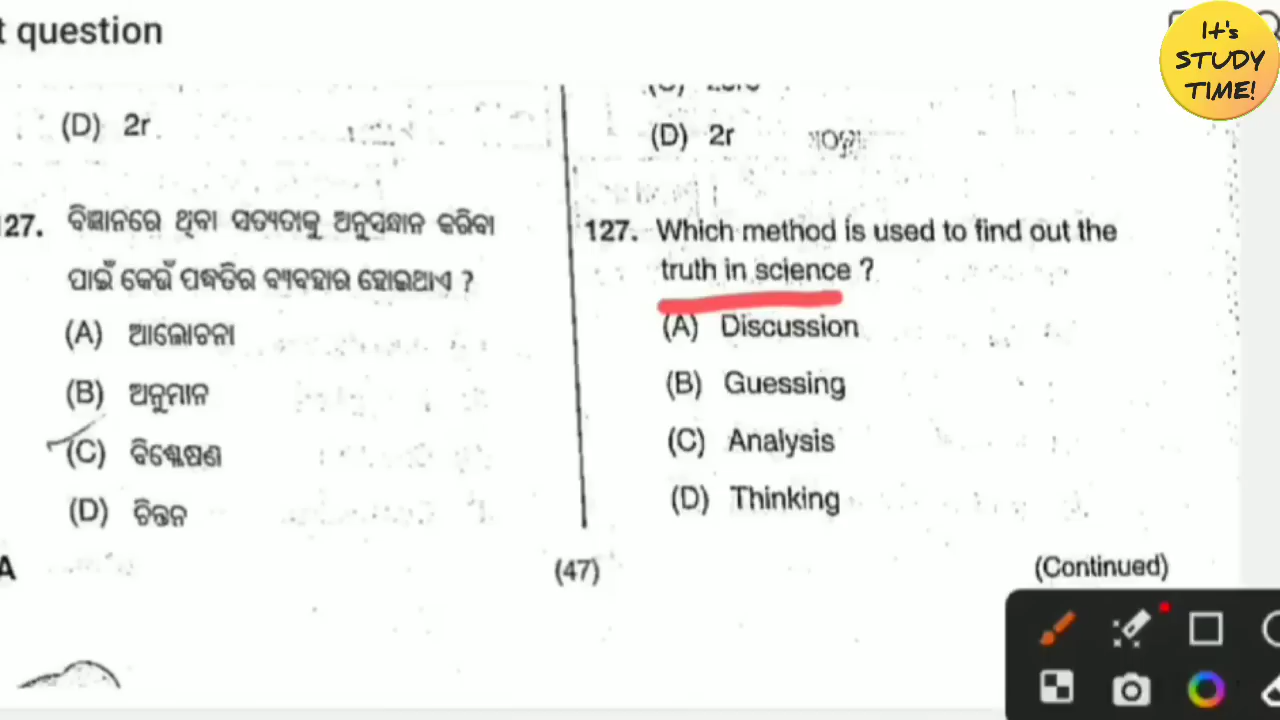 t question
It's
STUDY
TIME!
(D) 2r
127. ବିଜ୍ଞାନରେ ଥିବା ସତ୍ୟତାକୁ ଅନୁସନ୍ଧାନ କରିବା
ପାଇଁ କେଉଁ ପଦ୍ଧତିର ବ୍ୟବହାର ହୋଇଥାଏ ?
(A) ଆଲୋଚନା
(B) ଅନୁମାନ
(C) ବିଶ୍ଳେଷଣ
(D) ଚିନ୍ତନ
A
(D) 2r
127. Which method is used to find out the
truth in science ?
(A) Discussion
(B) Guessing
(C) Analysis
(D) Thinking
(47)
(Continued)